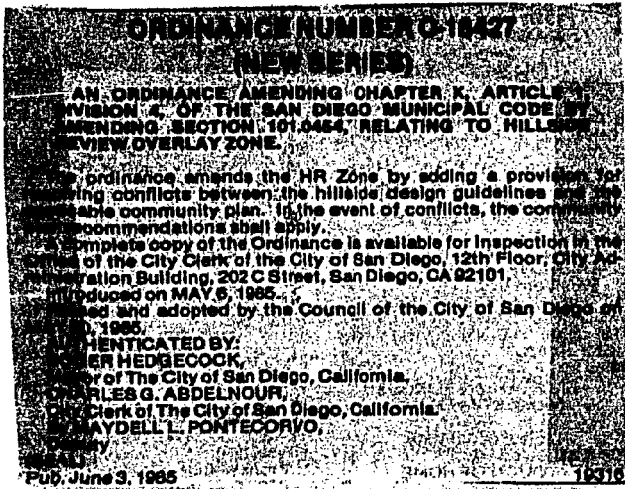 ORDINANCE NUMBER O-16427
(NEW SERIES)
AN ORDINANCE AMENDING CHAPTER X, ARTICLE 1,
DIVISION 4, OF THE SAN DIEGO MUNICIPAL CODE BY
AMENDING SECTION 101.0454, RELATING TO HILLSIDE
REVIEW OVERLAY ZONE.
ordinance amends the HR Zone by adding a provision for
conflicts between the hillside design guidelines and the
community plan. In the event of conflicts, the community
recommendations shall apply.
A complete copy of the Ordinance is available for inspection in the
Office of the City Clerk of the City of San Diego, 12th Floor, City Ad-
ministration Building, 202 C Street, San Diego, CA 92101.
Introduced on MAY 6, 1985.
Passed and adopted by the Council of the City of San Diego on
1985.
AUTHENTICATED BY:
ROGER HEDGECOCK,
Mayor of The City of San Diego, California.
CHARLES G. ABDELNOUR,
City Clerk of The City of San Diego, California.
By MAYDELL L. PONTECORVO,
Deputy
(SEAL)
Pub. June 3, 1985 19316